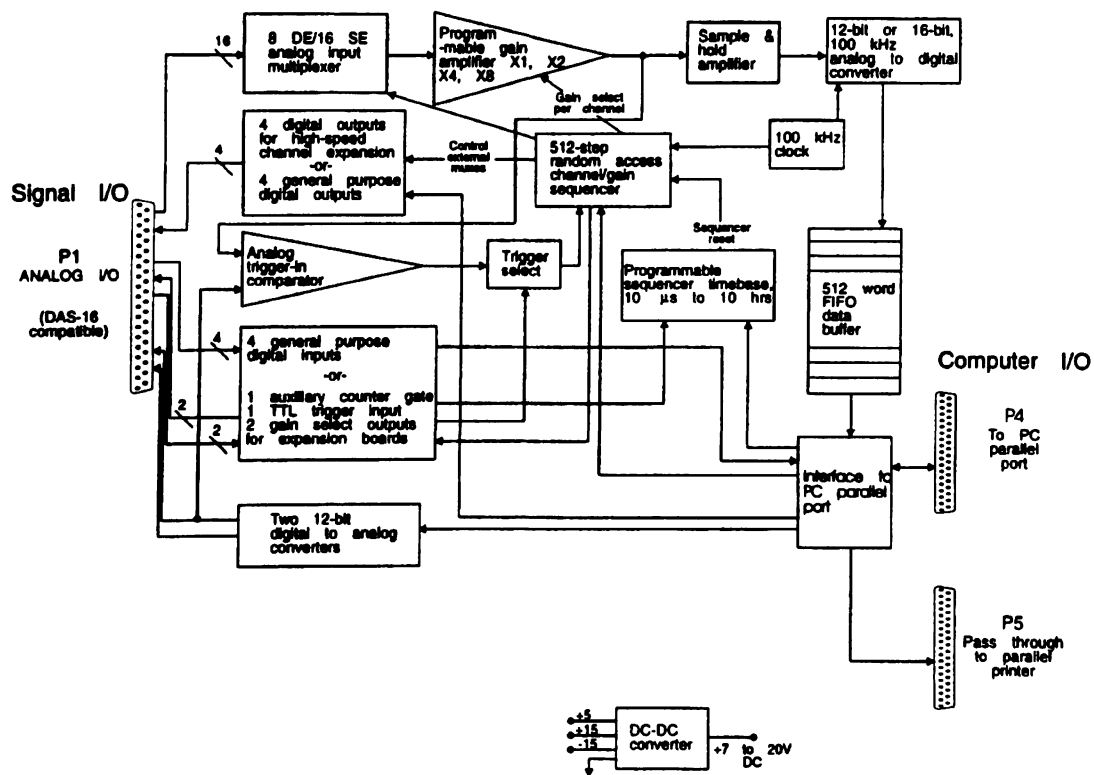 16
8 DE/16 SE
analog input
multiplexer
Program
-mable gain
amplifier X1, X2
X4, X8
Sample &
hold
amplifier
12-bit or 16-bit,
100 kHz
analog to digital
converter
Gain select
per channel
4 digital outputs
for high-speed
channel expansion
-or-
4 general purpose
digital outputs
4
Control
external
muxes
512-step
random access
channel/gain
sequencer
100 kHz
clock
Signal I/O
P1
ANALOG I/O
(DAS-16
compatible)
Analog
trigger-in
comparator
Trigger
select
Sequencer
reset
Programmable
sequencer timebase,
10 µs to 10 hrs
512 word
FIFO
data
buffer
4
4 general purpose
digital inputs
-or-
1 auxiliary counter gate
1 TTL trigger input
2 gain select outputs
for expansion boards
2
2
Computer I/O
P4
To PC
parallel
port
Interface to
PC parallel
port
Two 12-bit
digital to analog
converters
P5
Pass through
to parallel
printer
+5
+15
-15
DC-DC
converter
+7 to 20V
DC